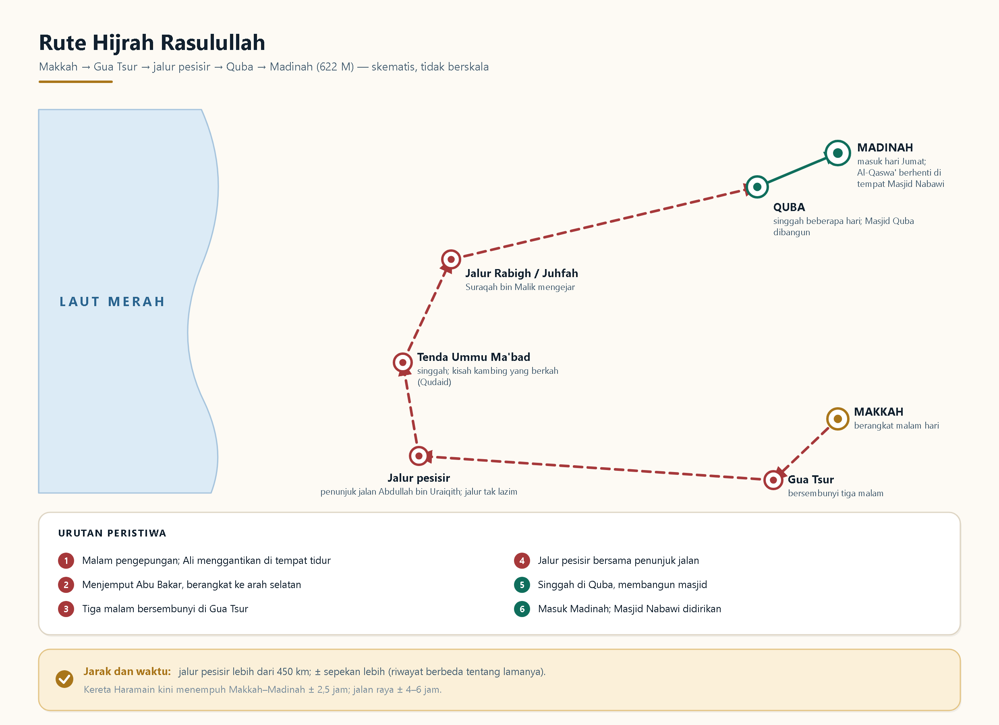 Rute Hijrah Rasulullah
Makkah → Gua Tsur → jalur pesisir → Quba → Madinah (622 M) — skematis, tidak berskala
MADINAH
masuk hari Jumat;
Al-Qaswa' berhenti di
tempat Masjid Nabawi
QUBA
singgah beberapa hari; Masjid Quba
dibangun
Jalur Rabigh / Juhfah
Suraqah bin Malik mengejar
LAUT MERAH
Tenda Ummu Ma'bad
singgah; kisah kambing yang berkah
(Qudaid)
MAKKAH
berangkat malam hari
Jalur pesisir
penunjuk jalan Abdullah bin Uraiqith; jalur tak lazim
Gua Tsur
bersembunyi tiga malam
URUTAN PERISTIWA
1 Malam pengepungan; Ali menggantikan di tempat tidur
2 Menjemput Abu Bakar, berangkat ke arah selatan
3 Tiga malam bersembunyi di Gua Tsur
4 Jalur pesisir bersama penunjuk jalan
5 Singgah di Quba, membangun masjid
6 Masuk Madinah; Masjid Nabawi didirikan
Jarak dan waktu: jalur pesisir lebih dari 450 km; ± sepekan lebih (riwayat berbeda tentang lamanya).
Kereta Haramain kini menempuh Makkah–Madinah ± 2,5 jam; jalan raya ± 4–6 jam.